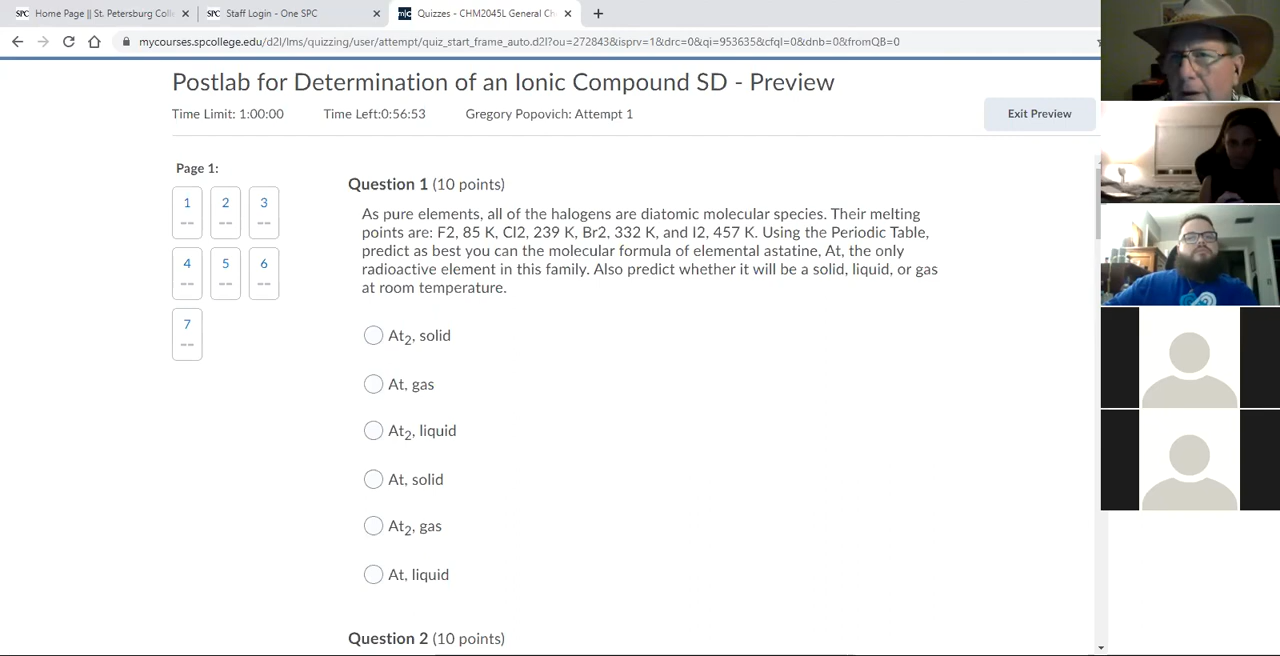 SPC Home Page || St. Petersburg Coll
SPC Staff Login - One SPC
m|c Quizzes - CHM2045L General Ch
mycourses.spcollege.edu/d2l/lms/quizzing/user/attempt/quiz_start_frame_auto.d2l?ou=272843&isprv=1&drc=0&qi=953635&cfql=0&dnb=0&fromQB=0
Postlab for Determination of an Ionic Compound SD - Preview
Time Limit: 1:00:00 Time Left:0:56:53 Gregory Popovich: Attempt 1
Exit Preview
Page 1:
1 2 3
-- -- --
4 5 6
-- -- --
7
--
Question 1 (10 points)
As pure elements, all of the halogens are diatomic molecular species. Their melting
points are: F2, 85 K, Cl2, 239 K, Br2, 332 K, and I2, 457 K. Using the Periodic Table,
predict as best you can the molecular formula of elemental astatine, At, the only
radioactive element in this family. Also predict whether it will be a solid, liquid, or gas
at room temperature.
At2, solid
At, gas
At2, liquid
At, solid
At2, gas
At, liquid
Question 2 (10 points)